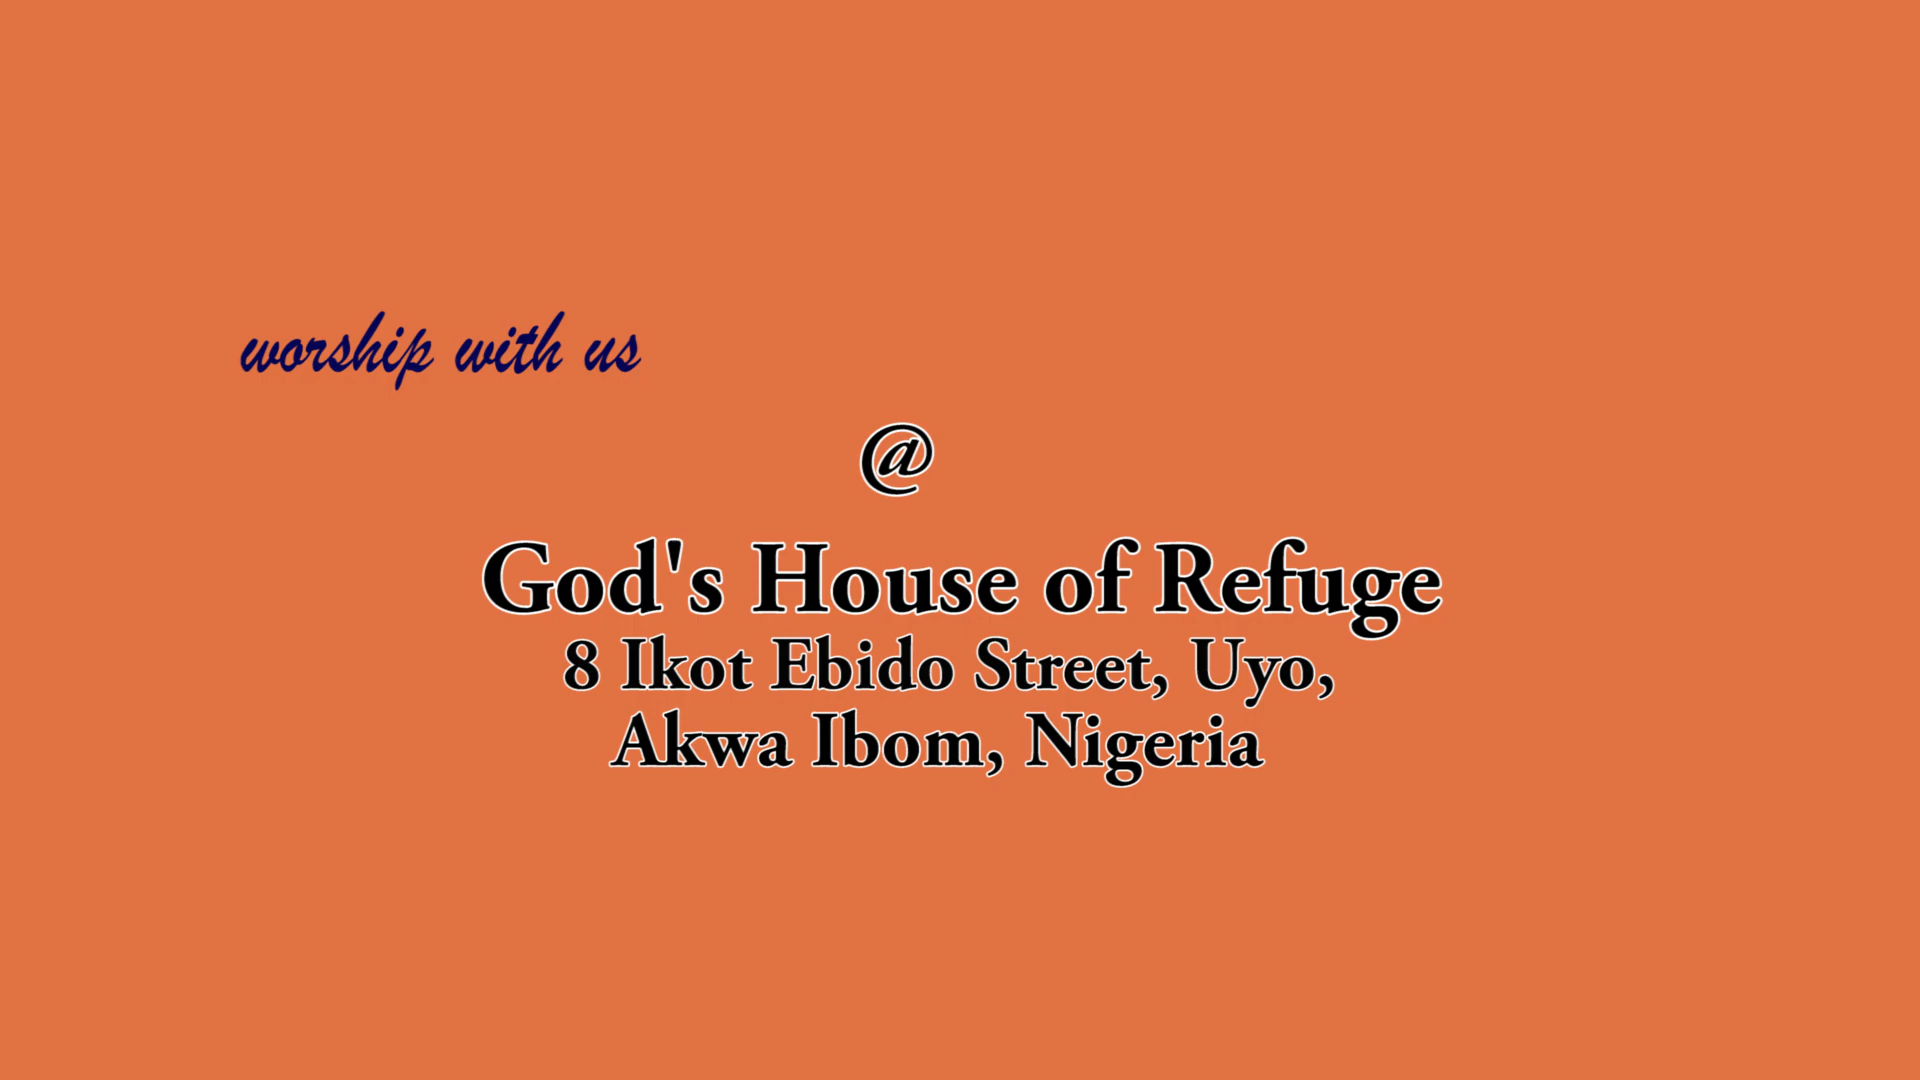 worship with us
@
God's House of Refuge
8 Ikot Ebido Street, Uyo,
Akwa Ibom, Nigeria